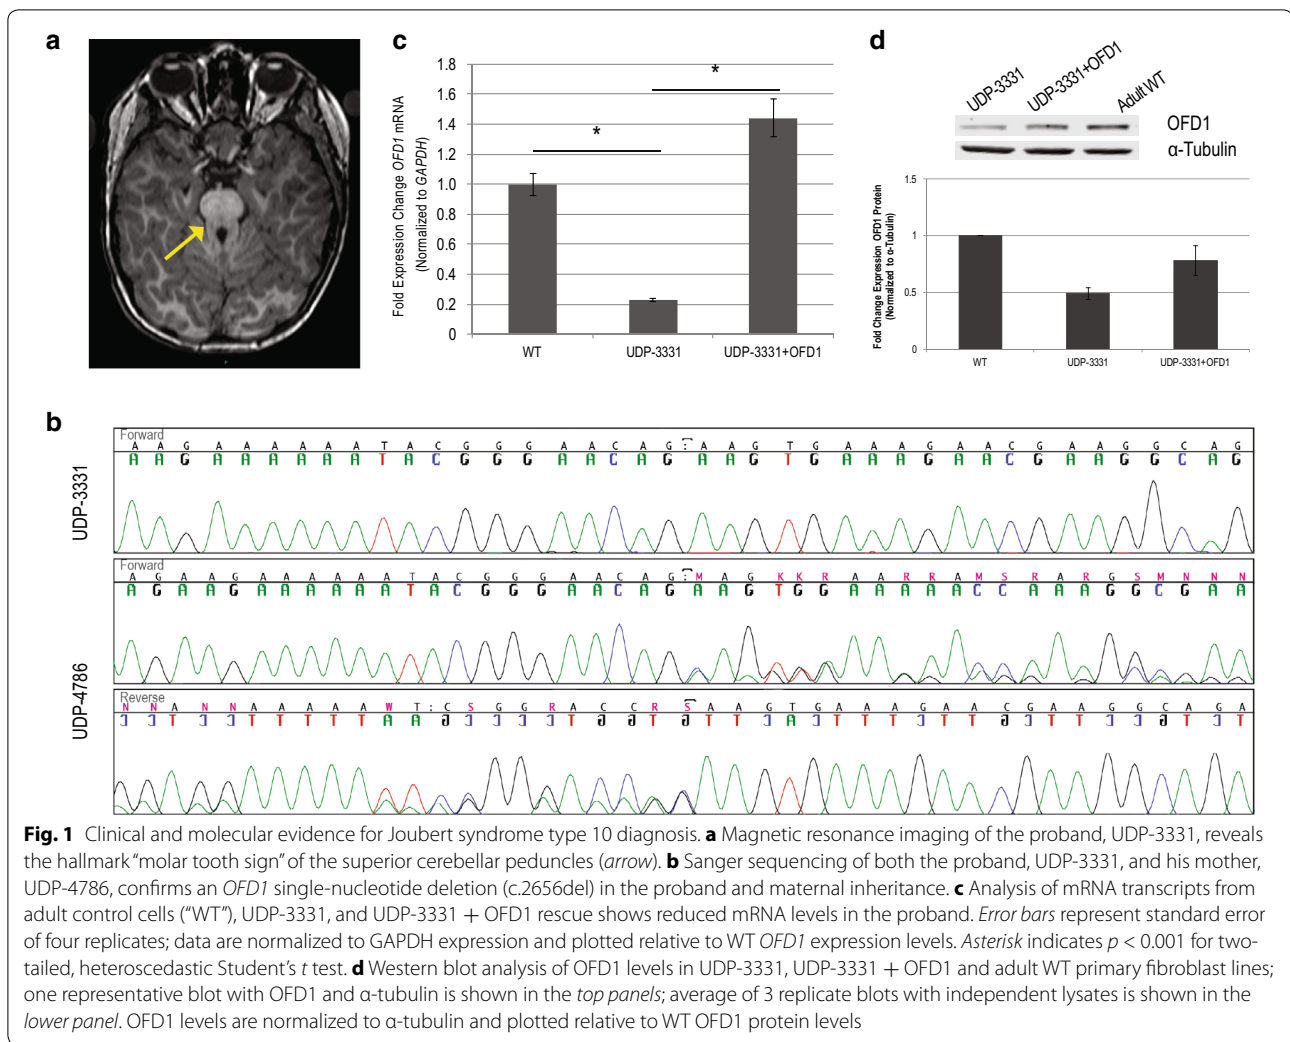 a
c
d
Fold Expression Change OFD1 mRNA
(Normalized to GAPDH)
1.8
1.6
1.4
1.2
1.0
0.8
0.6
0.4
0.2
0
*
*
WT
UDP-3331
UDP-3331+OFD1
UDP-3331
UDP-3331+OFD1
Adult WT
OFD1
α-Tubulin
Fold Change Expression OFD1 Protein
(Normalized to α-Tubulin)
1.5
1
0.5
0
WT
UDP-3331
UDP-3331+OFD1
b
UDP-3331
Forward
A A G A A A A A A T A C G G G A A C A G : A A G T G A A A G A A C G A A G G C A G
A A G A A A A A A T A C G G G A A C A G A A G T G A A A G A A C G A A G G C A G
UDP-4786
Forward
A G A A G A A A A A A T A C G G G A A C A G : M A G K K R A A R R A M S R A R G S M N N N
A G A A G A A A A A A T A C G G G A A C A G A A G T G G A A A A A C C A A A G G C G A A
Reverse
N N A N N A A A A A W T : C S G G R A C C R S A A G T G A A A G A A C G A A G G C A G A
Fig. 1 Clinical and molecular evidence for Joubert syndrome type 10 diagnosis. a Magnetic resonance imaging of the proband, UDP-3331, reveals
the hallmark "molar tooth sign" of the superior cerebellar peduncles (arrow). b Sanger sequencing of both the proband, UDP-3331, and his mother,
UDP-4786, confirms an OFD1 single-nucleotide deletion (c.2656del) in the proband and maternal inheritance. c Analysis of mRNA transcripts from
adult control cells ("WT"), UDP-3331, and UDP-3331 + OFD1 rescue shows reduced mRNA levels in the proband. Error bars represent standard error
of four replicates; data are normalized to GAPDH expression and plotted relative to WT OFD1 expression levels. Asterisk indicates p < 0.001 for two-
tailed, heteroscedastic Student's t test. d Western blot analysis of OFD1 levels in UDP-3331, UDP-3331 + OFD1 and adult WT primary fibroblast lines;
one representative blot with OFD1 and α-tubulin is shown in the top panels; average of 3 replicate blots with independent lysates is shown in the
lower panel. OFD1 levels are normalized to α-tubulin and plotted relative to WT OFD1 protein levels